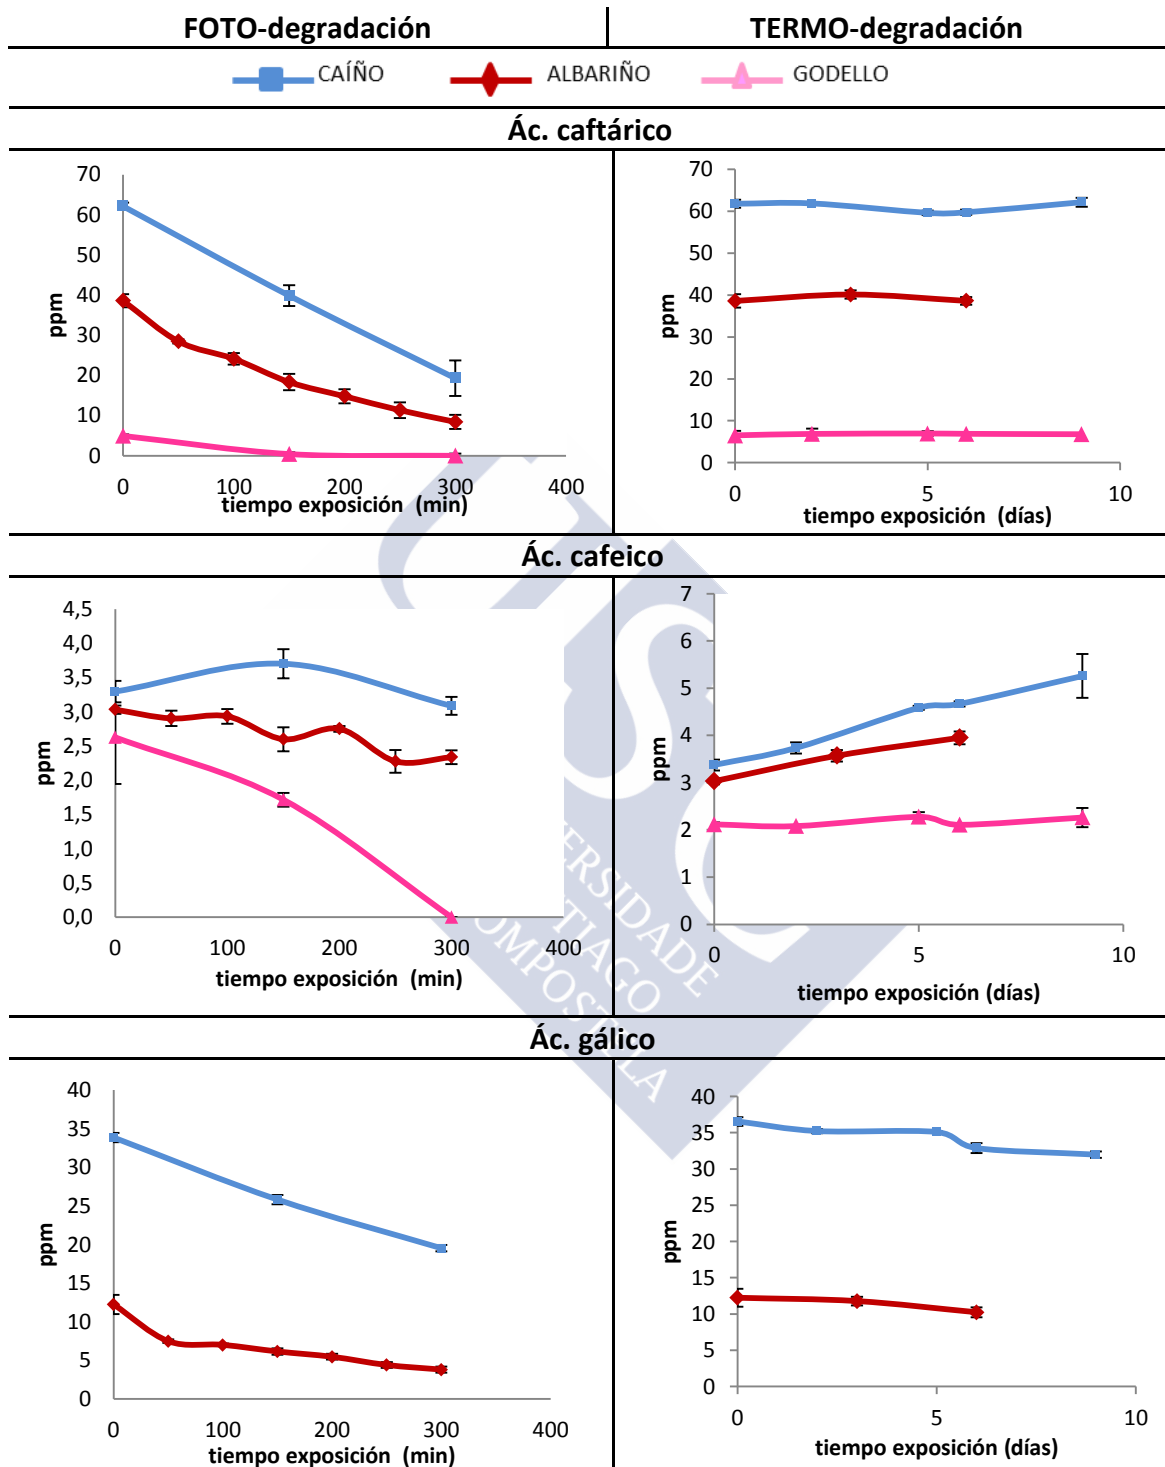 FOTO-degradación
TERMO-degradación
CAÍÑO
ALBARIÑO
GODELLO
Ác. caftárico
70
60
50
40
30
20
10
0
ppm
0 100 200 300 400
tiempo exposición (min)
70
60
50
40
30
20
10
0
ppm
0 5 10
tiempo exposición (días)
Ác. cafeico
4,5
4,0
3,5
3,0
2,5
2,0
1,5
1,0
0,5
0,0
ppm
0 100 200 300 400
tiempo exposición (min)
7
6
5
4
3
2
1
0
ppm
0 5 10
tiempo exposición (días)
Ác. gálico
40
35
30
25
20
15
10
5
0
ppm
0 100 200 300 400
tiempo exposición (min)
40
35
30
25
20
15
10
5
0
ppm
0 5 10
tiempo exposición (días)
USC